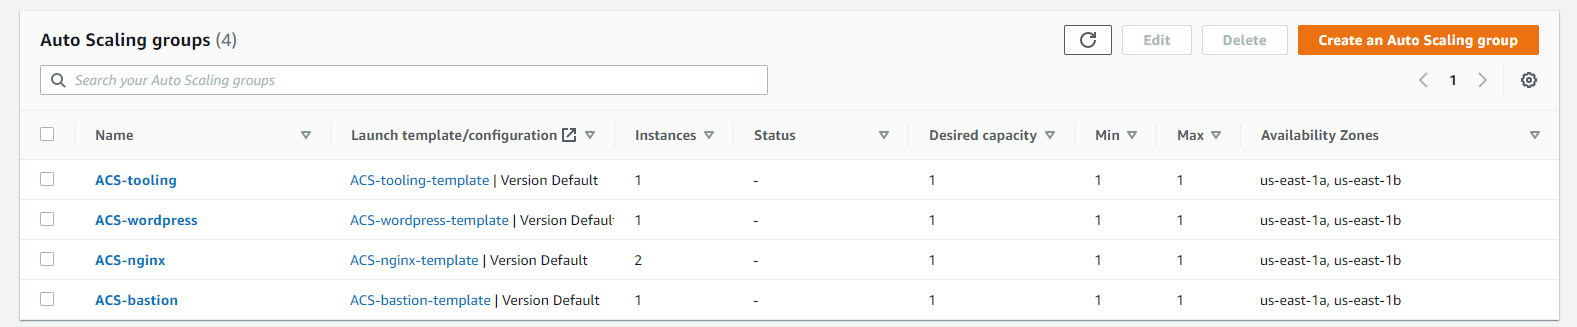 Auto Scaling groups (4)
Edit
Delete
Create an Auto Scaling group
Search your Auto Scaling groups
1
Name Launch template/configuration Instances Status Desired capacity Min Max Availability Zones
ACS-tooling ACS-tooling-template | Version Default 1 - 1 1 1 us-east-1a, us-east-1b
ACS-wordpress ACS-wordpress-template | Version Defaul 1 - 1 1 1 us-east-1a, us-east-1b
ACS-nginx ACS-nginx-template | Version Default 2 - 1 1 1 us-east-1a, us-east-1b
ACS-bastion ACS-bastion-template | Version Default 1 - 1 1 1 us-east-1a, us-east-1b